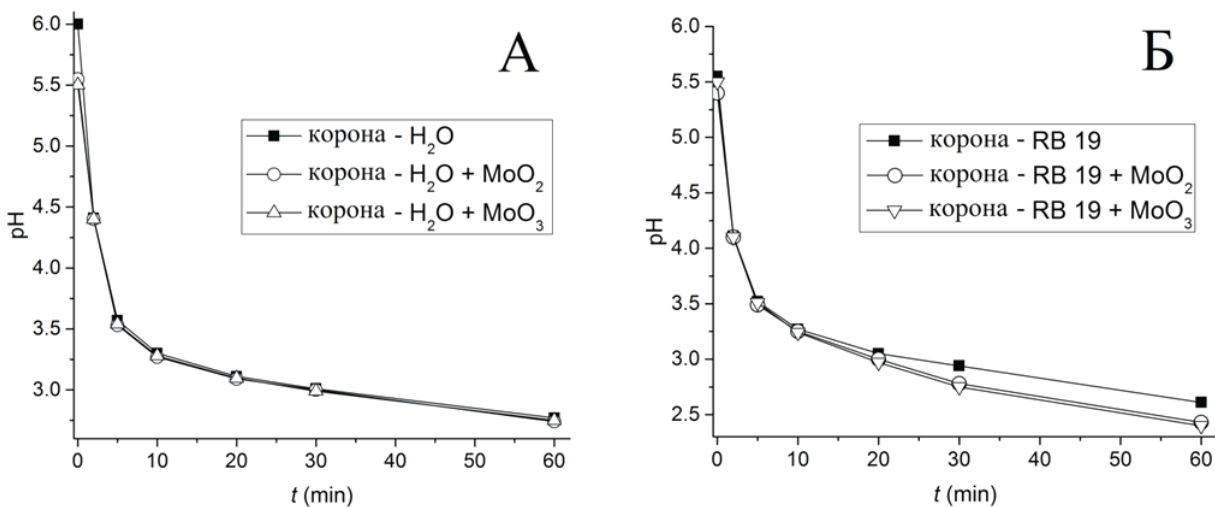 А
6.0
5.5
5.0
4.5
4.0
3.5
3.0
pH
корона - H₂O
корона - H₂O + MoO₂
корона - H₂O + MoO₃
0 10 20 30 40 50 60
t (min)
Б
6.0
5.5
5.0
4.5
4.0
3.5
3.0
2.5
pH
корона - RB 19
корона - RB 19 + MoO₂
корона - RB 19 + MoO₃
0 10 20 30 40 50 60
t (min)